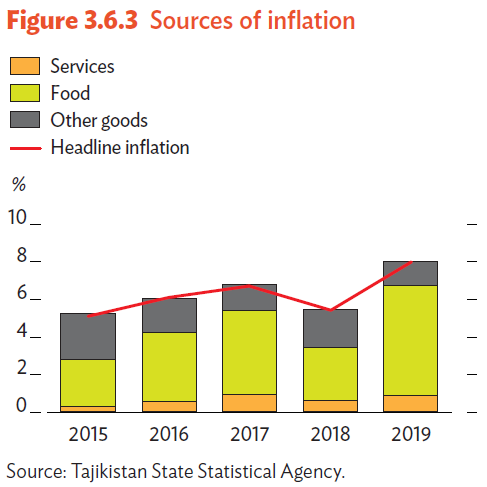 Figure 3.6.3 Sources of inflation
Services
Food
Other goods
Headline inflation
%
10
8
6
4
2
0
2015 2016 2017 2018 2019
Source: Tajikistan State Statistical Agency.